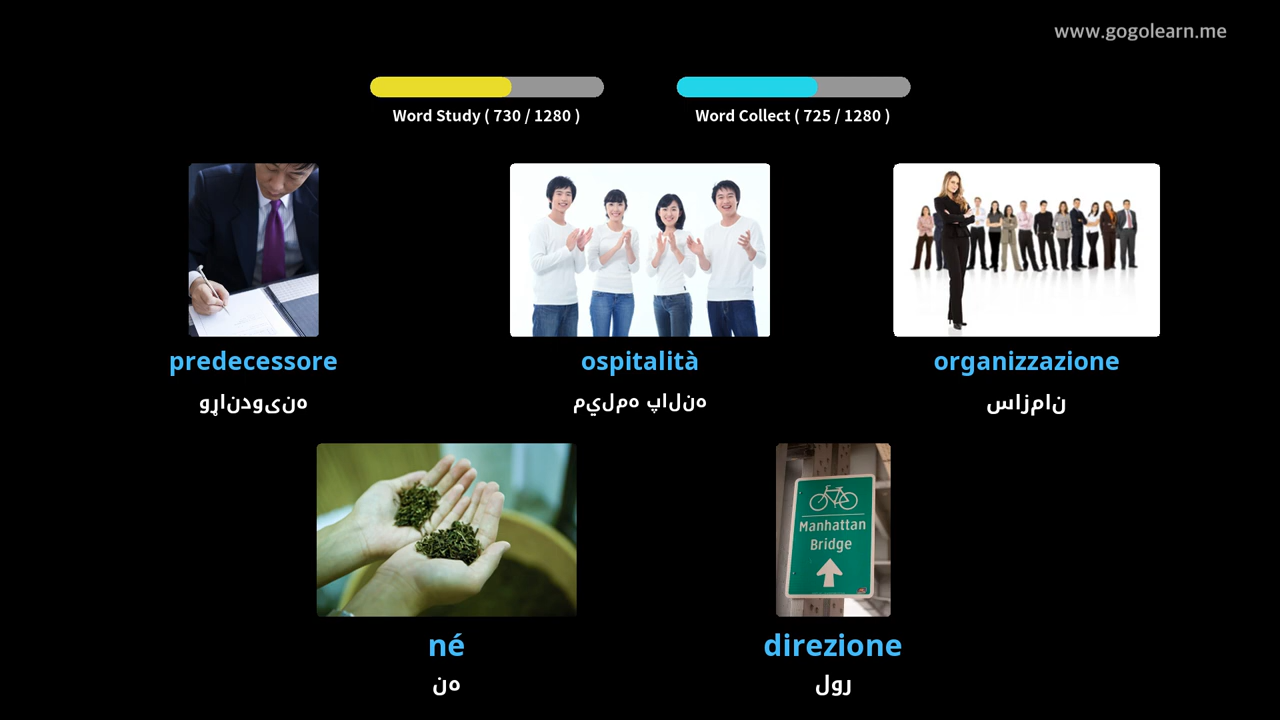 www.gogolearn.me
Word Study ( 730 / 1280 )
Word Collect ( 725 / 1280 )
predecessore
وړاندوینه
ospitalità
ميلمه پالنه
organizzazione
سازمان
Manhattan
Bridge
né
نه
direzione
لور